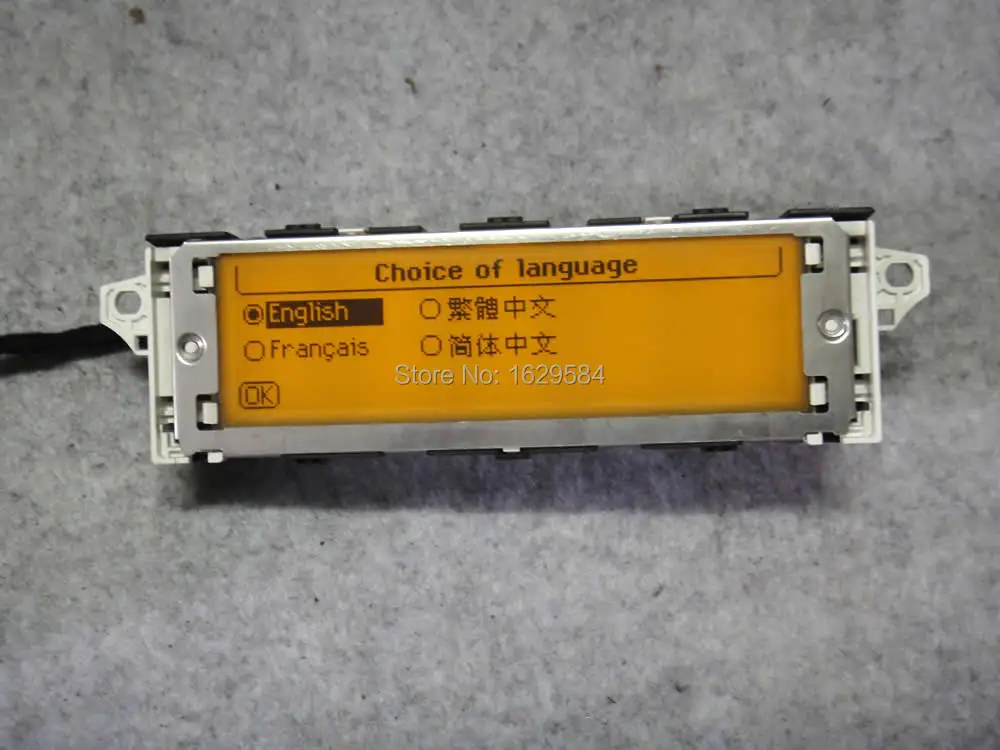 Choice of language
English
繁體中文
Français
简体中文
OK
Store No: 1629584